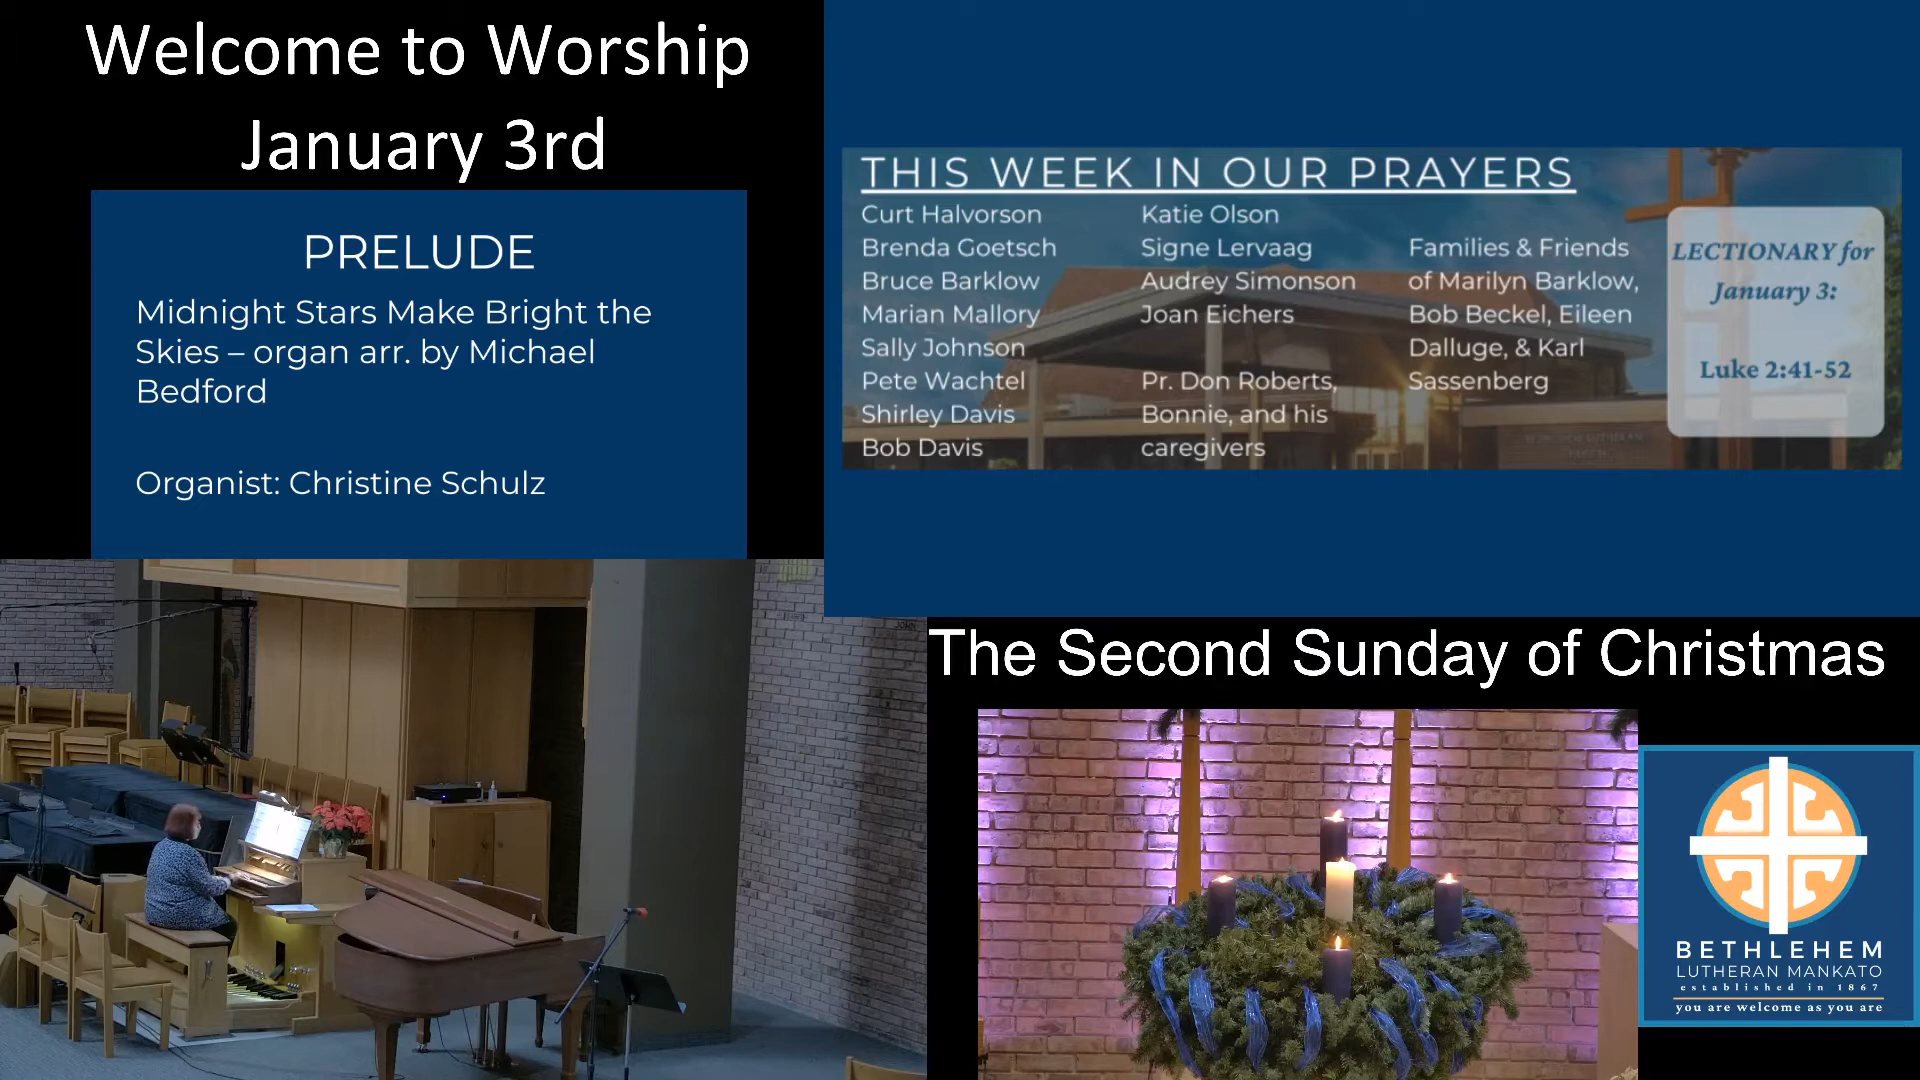 Welcome to Worship
January 3rd
PRELUDE
Midnight Stars Make Bright the
Skies – organ arr. by Michael
Bedford
Organist: Christine Schulz
THIS WEEK IN OUR PRAYERS
Curt Halvorson
Brenda Goetsch
Bruce Barklow
Marian Mallory
Sally Johnson
Pete Wachtel
Shirley Davis
Bob Davis
Katie Olson
Signe Lervaag
Audrey Simonson
Joan Eichers
Pr. Don Roberts,
Bonnie, and his
caregivers
Families & Friends
of Marilyn Barklow,
Bob Beckel, Eileen
Dalluge, & Karl
Sassenberg
LECTIONARY for
January 3:
Luke 2:41-52
The Second Sunday of Christmas
BETHLEHEM
LUTHERAN MANKATO
established in 1867
you are welcome as you are